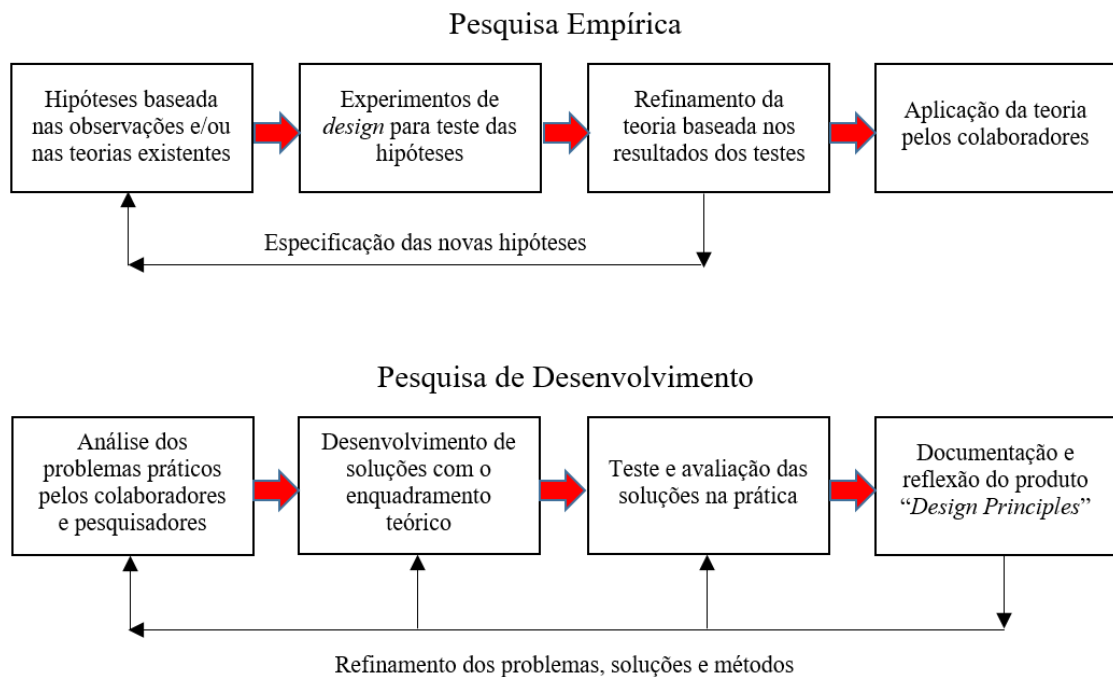 Pesquisa Empírica
Hipóteses baseada
nas observações e/ou
nas teorias existentes
Experimentos de
design para teste das
hipóteses
Refinamento da
teoria baseada nos
resultados dos testes
Aplicação da teoria
pelos colaboradores
Especificação das novas hipóteses
Pesquisa de Desenvolvimento
Análise dos
problemas práticos
pelos colaboradores
e pesquisadores
Desenvolvimento de
soluções com o
enquadramento
teórico
Teste e avaliação das
soluções na prática
Documentação e
reflexão do produto
“Design Principles”
Refinamento dos problemas, soluções e métodos